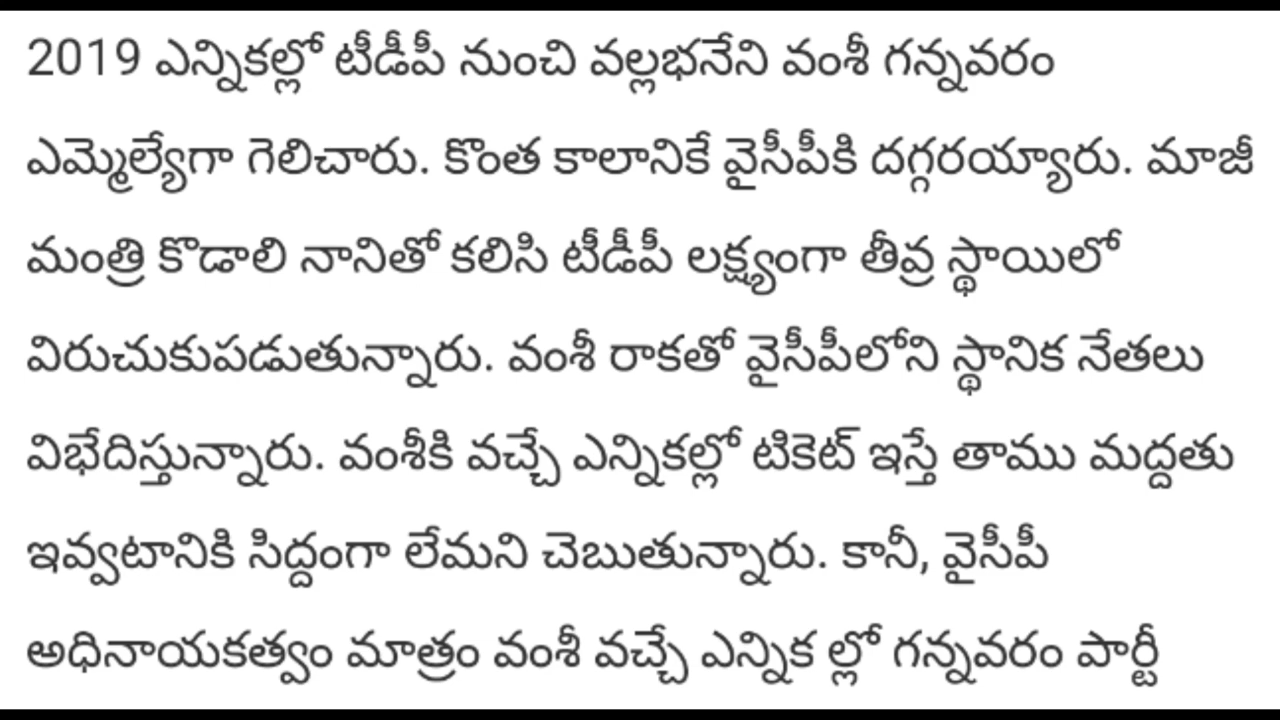 2019 ఎన్నికల్లో టీడీపీ నుంచి వల్లభనేని వంశీ గన్నవరం
ఎమ్మెల్యేగా గెలిచారు. కొంత కాలానికే వైసీపీకి దగ్గరయ్యారు. మాజీ
మంత్రి కొడాలి నానితో కలిసి టీడీపీ లక్ష్యంగా తీవ్ర స్థాయిలో
విరుచుకుపడుతున్నారు. వంశీ రాకతో వైసీపీలోని స్థానిక నేతలు
విభేదిస్తున్నారు. వంశీకి వచ్చే ఎన్నికల్లో టికెట్ ఇస్తే తాము మద్దతు
ఇవ్వటానికి సిద్దంగా లేమని చెబుతున్నారు. కానీ, వైసీపీ
అధినాయకత్వం మాత్రం వంశీ వచ్చే ఎన్నిక ల్లో గన్నవరం పార్టీ